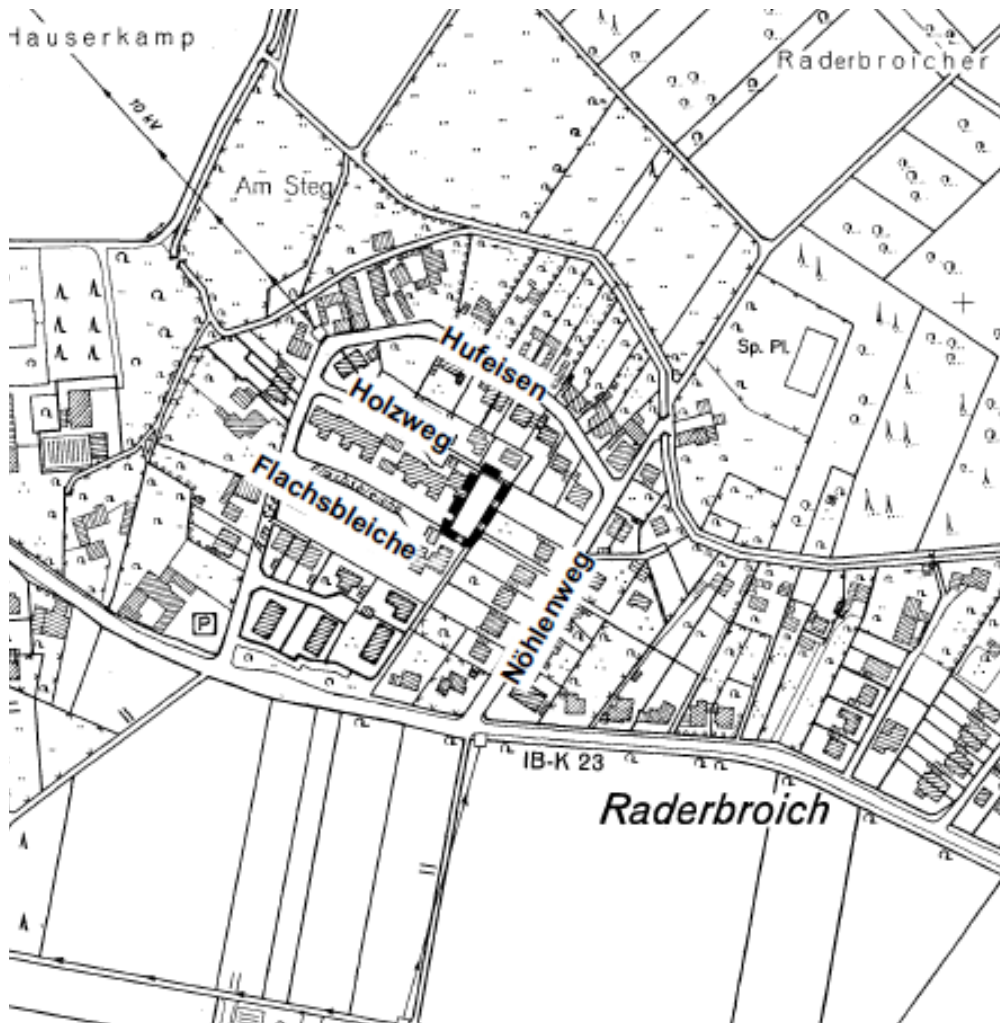 Hauserkamp
Raderbroicher
10 kV
Am Steg
Hufeisen
Sp. Pl.
Holzweg
Flachsbleiche
Nöhlenweg
P
IB-K 23
Raderbroich